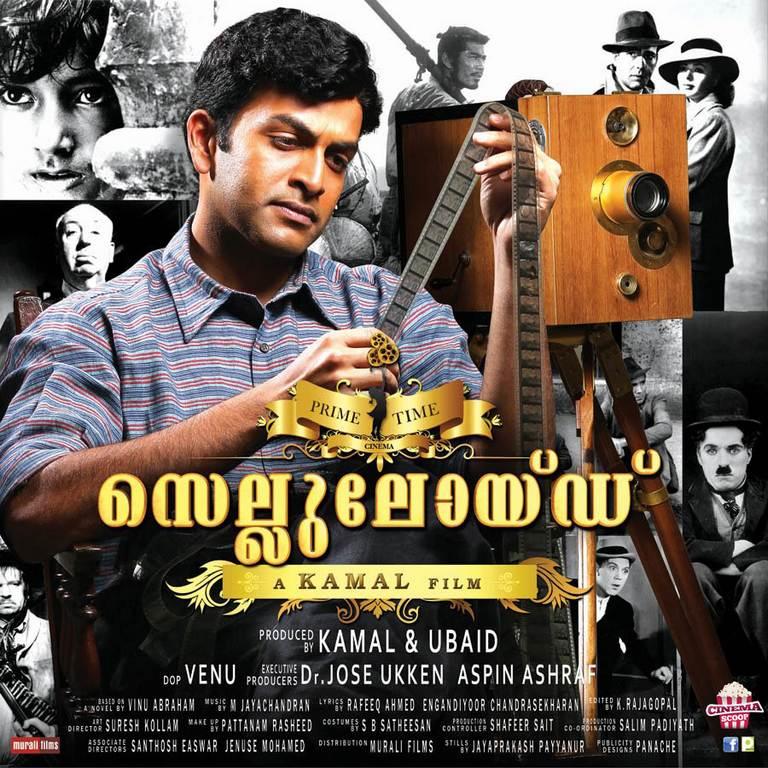 PRIME TIME
CINEMA
സെല്ലുലോയ്ഡ്
A KAMAL FILM
PRODUCED BY KAMAL & UBAID
DOP VENU EXECUTIVE PRODUCERS Dr.JOSE UKKEN ASPIN ASHRAF
BASED ON A NOVEL BY VINU ABRAHAM MUSIC BY M JAYACHANDRAN LYRICS BY RAFEEQ AHMED ENGANDIYOOR CHANDRASEKHARAN EDITED BY K.RAJAGOPAL
ART DIRECTOR SURESH KOLLAM MAKE UP BY PATTANAM RASHEED COSTUMES BY S B SATHEESAN PRODUCTION CONTROLLER SHAFEER SAIT PRODUCTION CO-ORDINATOR SALIM PADIYATH
ASSOCIATE DIRECTORS SANTHOSH EASWAR JENUSE MOHAMED DISTRIBUTION MURALI FILMS STILLS BY JAYAPRAKASH PAYYANUR PUBLICITY DESIGNS PANACHE
murali films
CINEMA
SCOOP
f